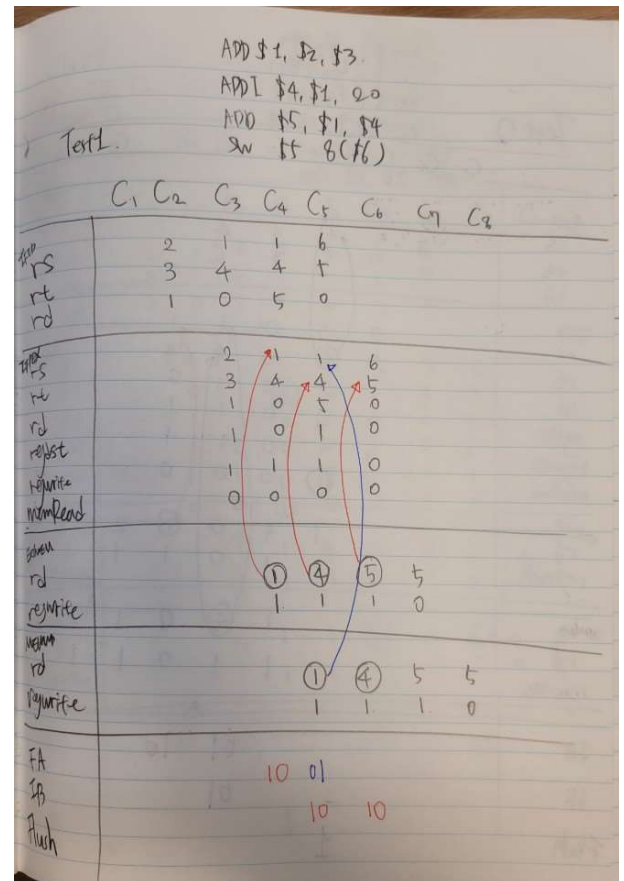 ADD $1, $2, $3.
ADDI $4, $1, 20
ADD $5, $1, $4
Test1. SW $5 8($6)
C1 C2 C3 C4 C5 C6 C7 C8
rs 2 1 1 6
rt 3 4 4 5
rd 1 0 5 0
rs 2 1 1 6
rt 3 4 4 5
rd 1 0 5 0
regdst 1 0 1 0
regwrite 1 1 1 0
memRead 0 0 0 0
rd 1 4 5 5
regwrite 1 1 1 0
rd 1 4 5 5
regwrite 1 1 1 0
FA 10 01
10 10
Flush